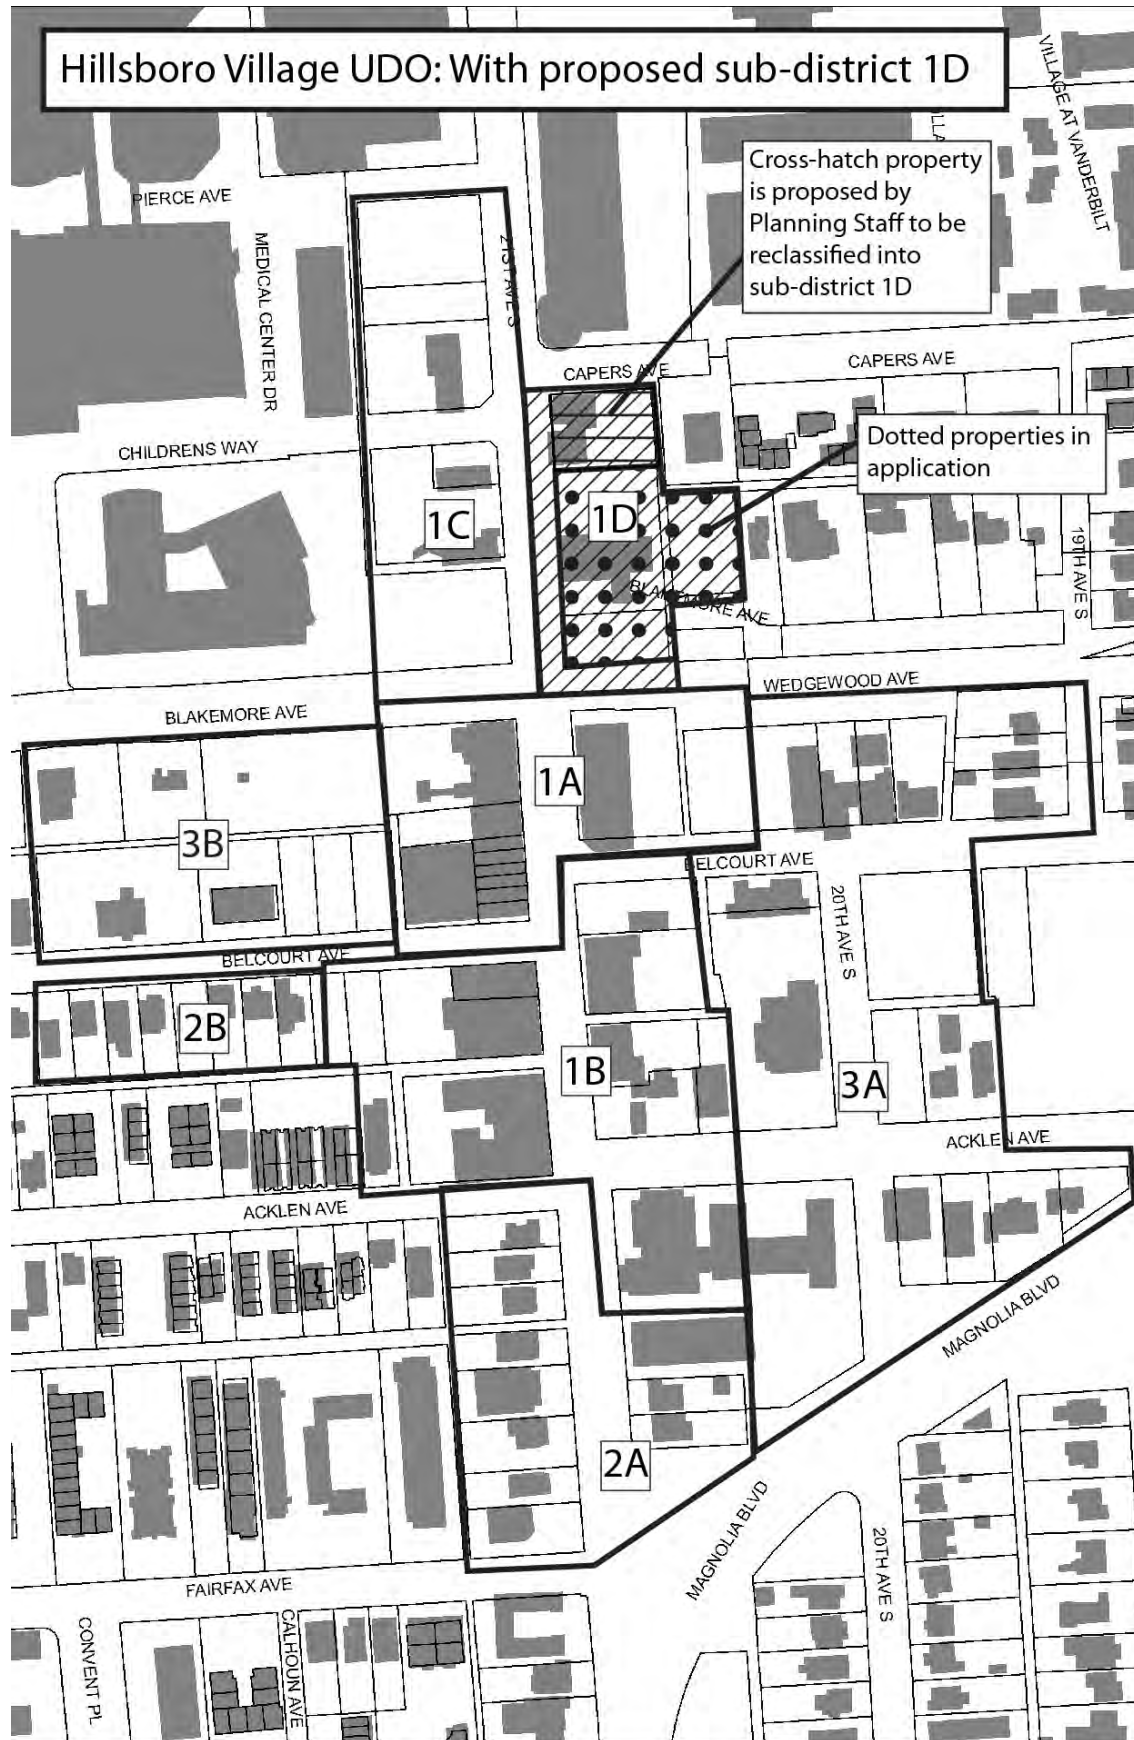 Hillsboro Village UDO: With proposed sub-district 1D
VILLAGE AT VANDERBILT
Cross-hatch property
is proposed by
Planning Staff to be
reclassified into
sub-district 1D
PIERCE AVE
MEDICAL CENTER DR
21ST AVE S
CAPERS AVE
CAPERS AVE
CHILDRENS WAY
Dotted properties in
application
1C
1D
19TH AVE S
BLAKEMORE AVE
WEDGEWOOD AVE
BLAKEMORE AVE
1A
3B
BELCOURT AVE
20TH AVE S
BELCOURT AVE
2B
1B
3A
ACKLEN AVE
ACKLEN AVE
MAGNOLIA BLVD
2A
MAGNOLIA BLVD
20TH AVE S
FAIRFAX AVE
CONVENT PL
CALHOUN AVE